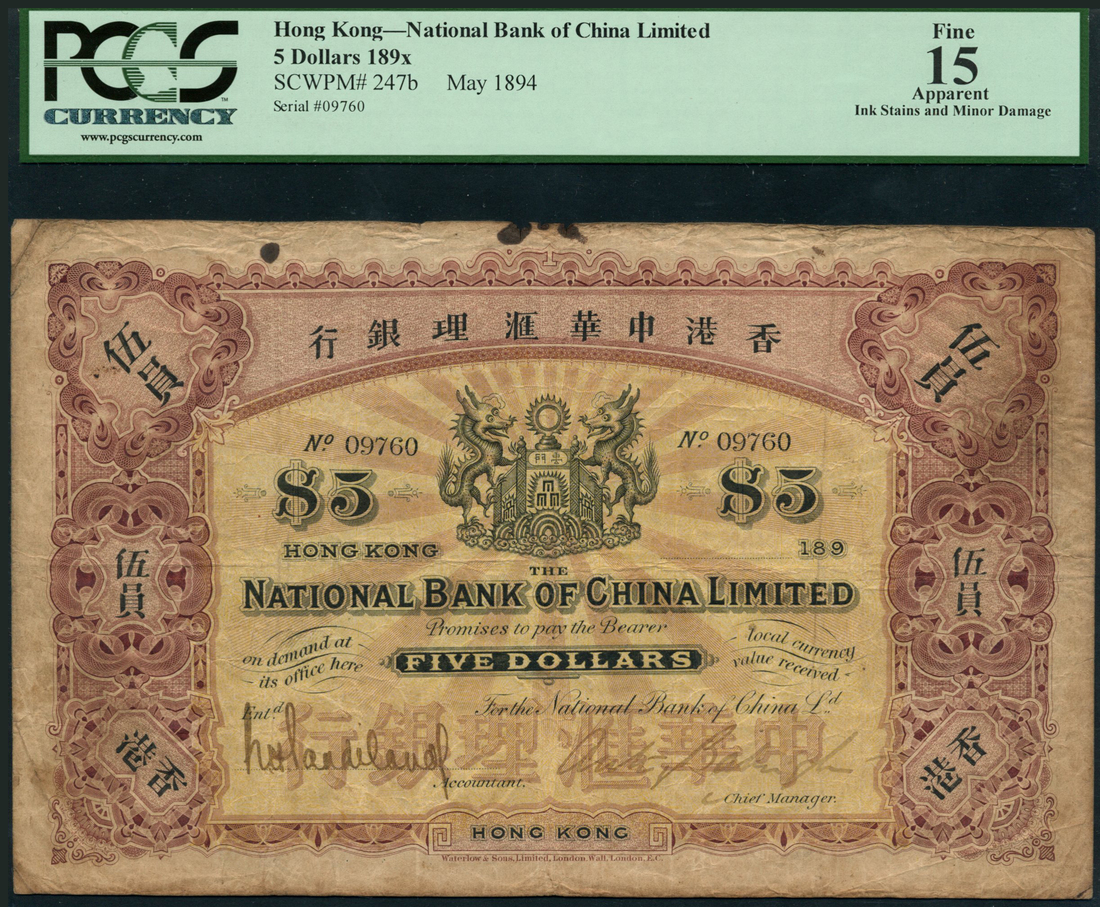 PCGS
CURRENCY
www.pcgscurrency.com
Hong Kong—National Bank of China Limited
5 Dollars 189x
SCWPM# 247b May 1894
Serial #09760
Fine
15
Apparent
Ink Stains and Minor Damage
行銀理滙華中港香
伍員
伍員
Nº 09760
Nº 09760
$5
$5
HONG KONG
189
伍員
伍員
THE
NATIONAL BANK OF CHINA LIMITED
Promises to pay the Bearer
on demand at
its office here
FIVE DOLLARS
local currency
value received
Entd
For the National Bank of China Ld
行銀理滙華中
Accountant.
Chief Manager.
香港
香港
HONG KONG
Waterlow & Sons, Limited, London Wall, London, E.C.